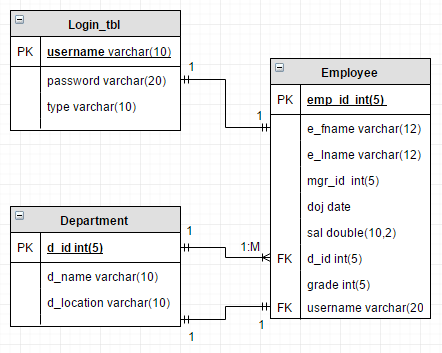 Login_tbl
PK username varchar(10)
password varchar(20)
type varchar(10)
1
1
Employee
PK emp_id int(5)
e_fname varchar(12)
e_lname varchar(12)
mgr_id int(5)
doj date
sal double(10,2)
FK d_id int(5)
grade int(5)
FK username varchar(20
Department
PK d_id int(5)
d_name varchar(10)
d_location varchar(10)
1
1:M
1
1